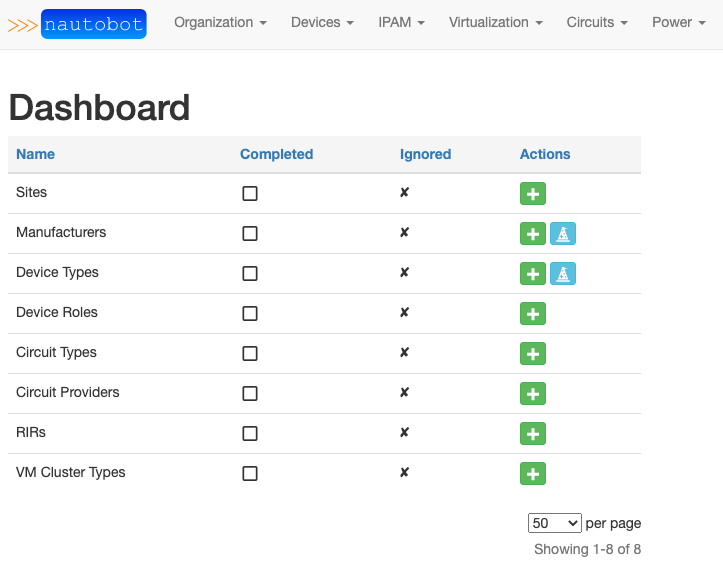 >>> nautobot Organization Devices IPAM Virtualization Circuits Power
Dashboard
Name Completed Ignored Actions
Sites ✘
Manufacturers ✘
Device Types ✘
Device Roles ✘
Circuit Types ✘
Circuit Providers ✘
RIRs ✘
VM Cluster Types ✘
50 per page
Showing 1-8 of 8